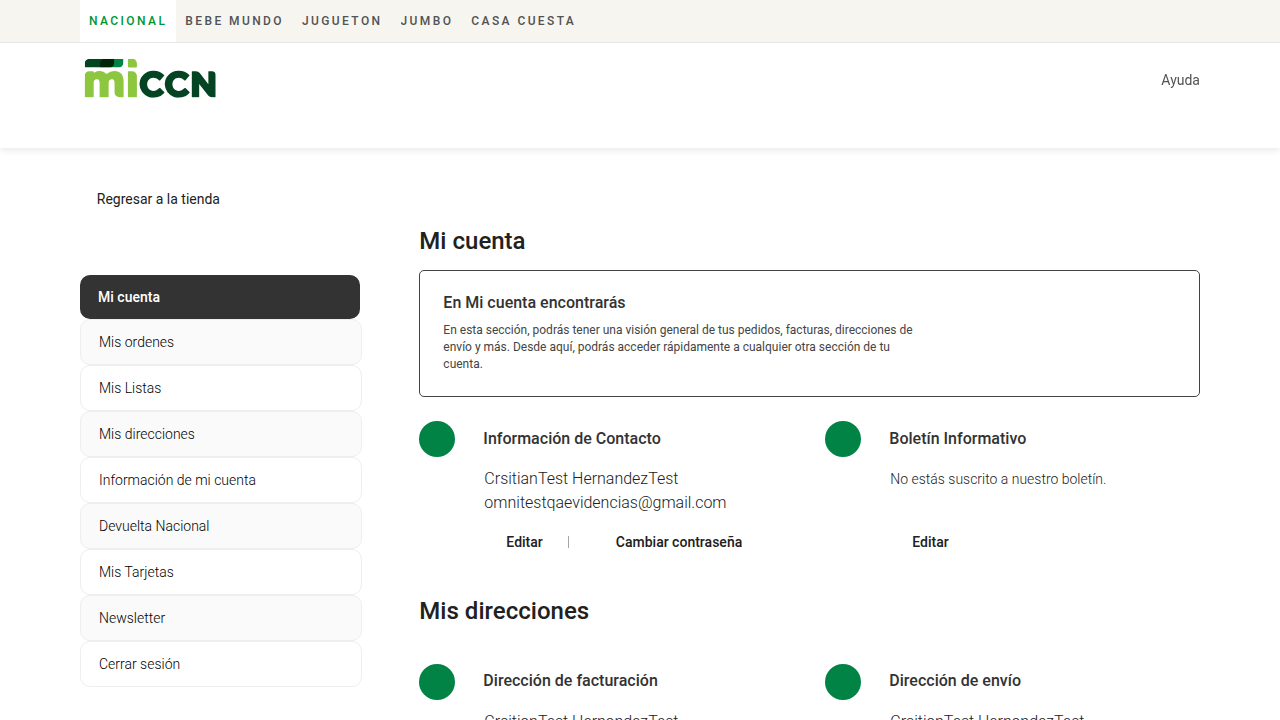 NACIONAL BEBE MUNDO JUGUETON JUMBO CASA CUESTA
miCCN
Ayuda
Regresar a la tienda
Mi cuenta
Mis ordenes
Mis Listas
Mis direcciones
Información de mi cuenta
Devuelta Nacional
Mis Tarjetas
Newsletter
Cerrar sesión
Mi cuenta
En Mi cuenta encontrarás
En esta sección, podrás tener una visión general de tus pedidos, facturas, direcciones de
envío y más. Desde aquí, podrás acceder rápidamente a cualquier otra sección de tu
cuenta.
Información de Contacto
CrsitianTest HernandezTest
omnitestqaevidencias@gmail.com
Editar | Cambiar contraseña
Boletín Informativo
No estás suscrito a nuestro boletín.
Editar
Mis direcciones
Dirección de facturación
CrsitianTest HernandezTest
Dirección de envío
CrsitianTest HernandezTest